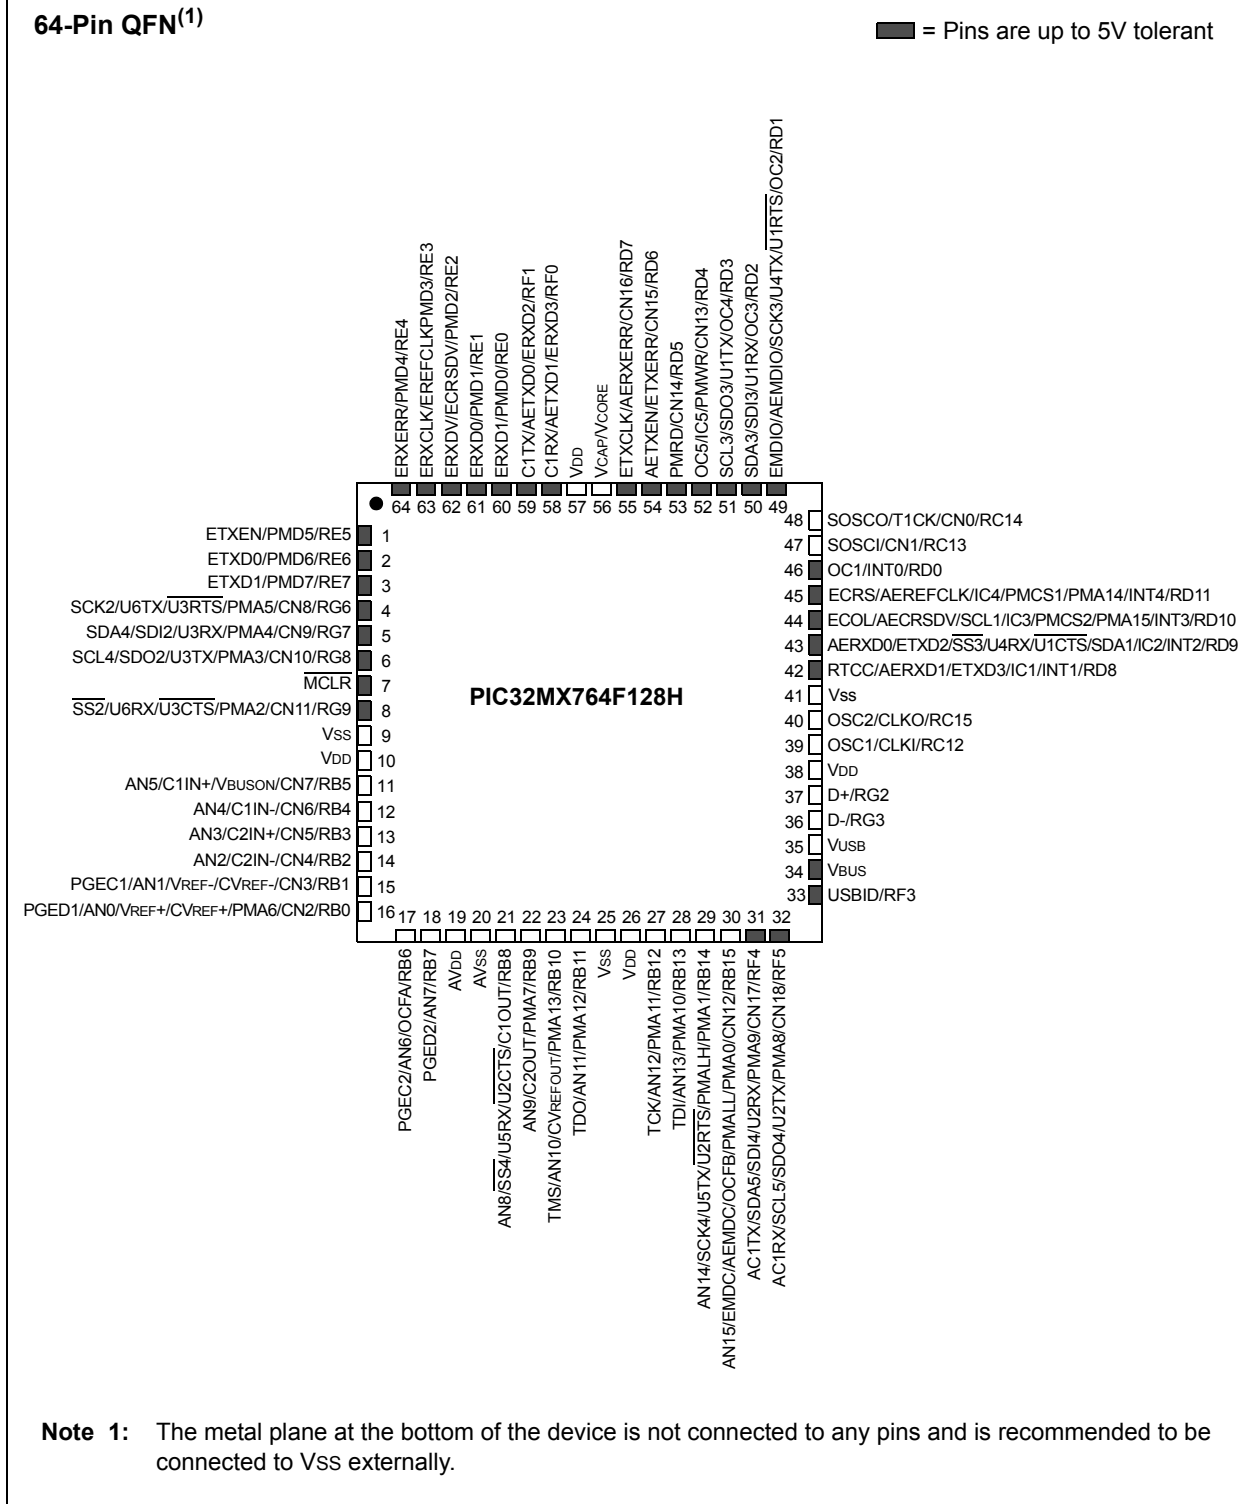 64-Pin QFN(1)
= Pins are up to 5V tolerant
ERXERR/PMD4/RE4
ERXCLK/EREFCLKPMD3/RE3
ERXDV/ECRSDV/PMD2/RE2
ERXD0/PMD1/RE1
ERXD1/PMD0/RE0
C1TX/AETXD0/ERXD2/RF1
C1RX/AETXD1/ERXD3/RF0
VDD
VCAP/VCORE
ETXCLK/AERXERR/CN16/RD7
AETXEN/ETXERR/CN15/RD6
PMRD/CN14/RD5
OC5/IC5/PMWR/CN13/RD4
SCL3/SDO3/U1TX/OC4/RD3
SDA3/SDI3/U1RX/OC3/RD2
EMDIO/AEMDIO/SCK3/U4TX/U1RTS/OC2/RD1
64 63 62 61 60 59 58 57 56 55 54 53 52 51 50 49
ETXEN/PMD5/RE5 1
ETXD0/PMD6/RE6 2
ETXD1/PMD7/RE7 3
SCK2/U6TX/U3RTS/PMA5/CN8/RG6 4
SDA4/SDI2/U3RX/PMA4/CN9/RG7 5
SCL4/SDO2/U3TX/PMA3/CN10/RG8 6
MCLR 7
SS2/U6RX/U3CTS/PMA2/CN11/RG9 8
VSS 9
VDD 10
AN5/C1IN+/VBUSON/CN7/RB5 11
AN4/C1IN-/CN6/RB4 12
AN3/C2IN+/CN5/RB3 13
AN2/C2IN-/CN4/RB2 14
PGEC1/AN1/VREF-/CVREF-/CN3/RB1 15
PGED1/AN0/VREF+/CVREF+/PMA6/CN2/RB0 16
PIC32MX764F128H
48 SOSCO/T1CK/CN0/RC14
47 SOSCI/CN1/RC13
46 OC1/INT0/RD0
45 ECRS/AEREFCLK/IC4/PMCS1/PMA14/INT4/RD11
44 ECOL/AECRSDV/SCL1/IC3/PMCS2/PMA15/INT3/RD10
43 AERXD0/ETXD2/SS3/U4RX/U1CTS/SDA1/IC2/INT2/RD9
42 RTCC/AERXD1/ETXD3/IC1/INT1/RD8
41 Vss
40 OSC2/CLKO/RC15
39 OSC1/CLKI/RC12
38 VDD
37 D+/RG2
36 D-/RG3
35 VUSB
34 VBUS
33 USBID/RF3
17 18 19 20 21 22 23 24 25 26 27 28 29 30 31 32
PGEC2/AN6/OCFA/RB6
PGED2/AN7/RB7
AVDD
AVSS
AN8/SS4/U5RX/U2CTS/C1OUT/RB8
AN9/C2OUT/PMA7/RB9
TMS/AN10/CVREFOUT/PMA13/RB10
TDO/AN11/PMA12/RB11
VSS
VDD
TCK/AN12/PMA11/RB12
TDI/AN13/PMA10/RB13
AN14/SCK4/U5TX/U2RTS/PMALH/PMA1/RB14
AN15/EMDC/AEMDC/OCFB/PMALL/PMA0/CN12/RB15
AC1TX/SDA5/SDI4/U2RX/PMA9/CN17/RF4
AC1RX/SCL5/SDO4/U2TX/PMA8/CN18/RF5
Note 1: The metal plane at the bottom of the device is not connected to any pins and is recommended to be
connected to VSS externally.